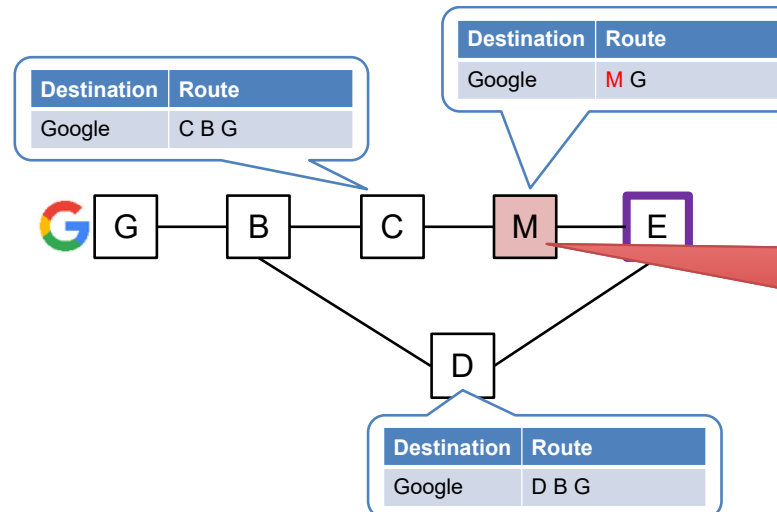 Destination Route
Google M G
Destination Route
Google C B G
G B C M E
D
Destination Route
Google D B G